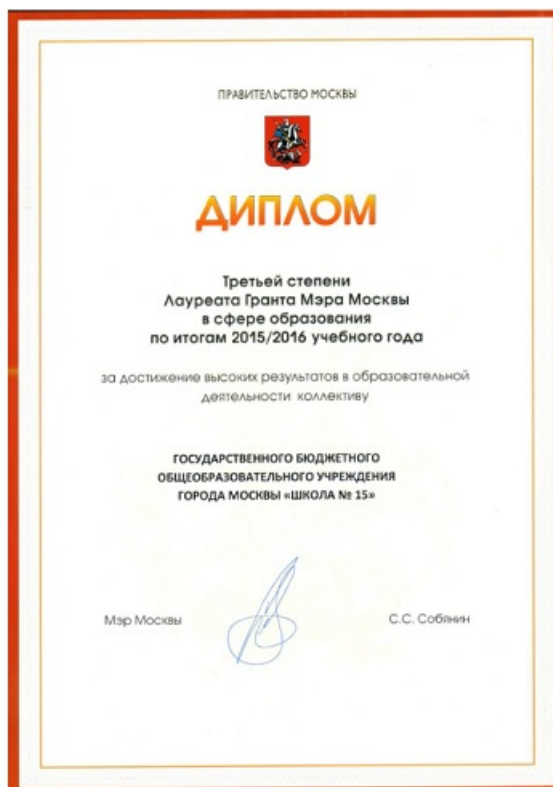 ПРАВИТЕЛЬСТВО МОСКВЫ
ДИПЛОМ
Третьей степени
Лауреата Гранта Мэра Москвы
в сфере образования
по итогам 2015/2016 учебного года
за достижение высоких результатов в образовательной
деятельности коллективу
ГОСУДАРСТВЕННОГО БЮДЖЕТНОГО
ОБЩЕОБРАЗОВАТЕЛЬНОГО УЧРЕЖДЕНИЯ
ГОРОДА МОСКВЫ «ШКОЛА № 15»
Мэр Москвы С.С. Собянин